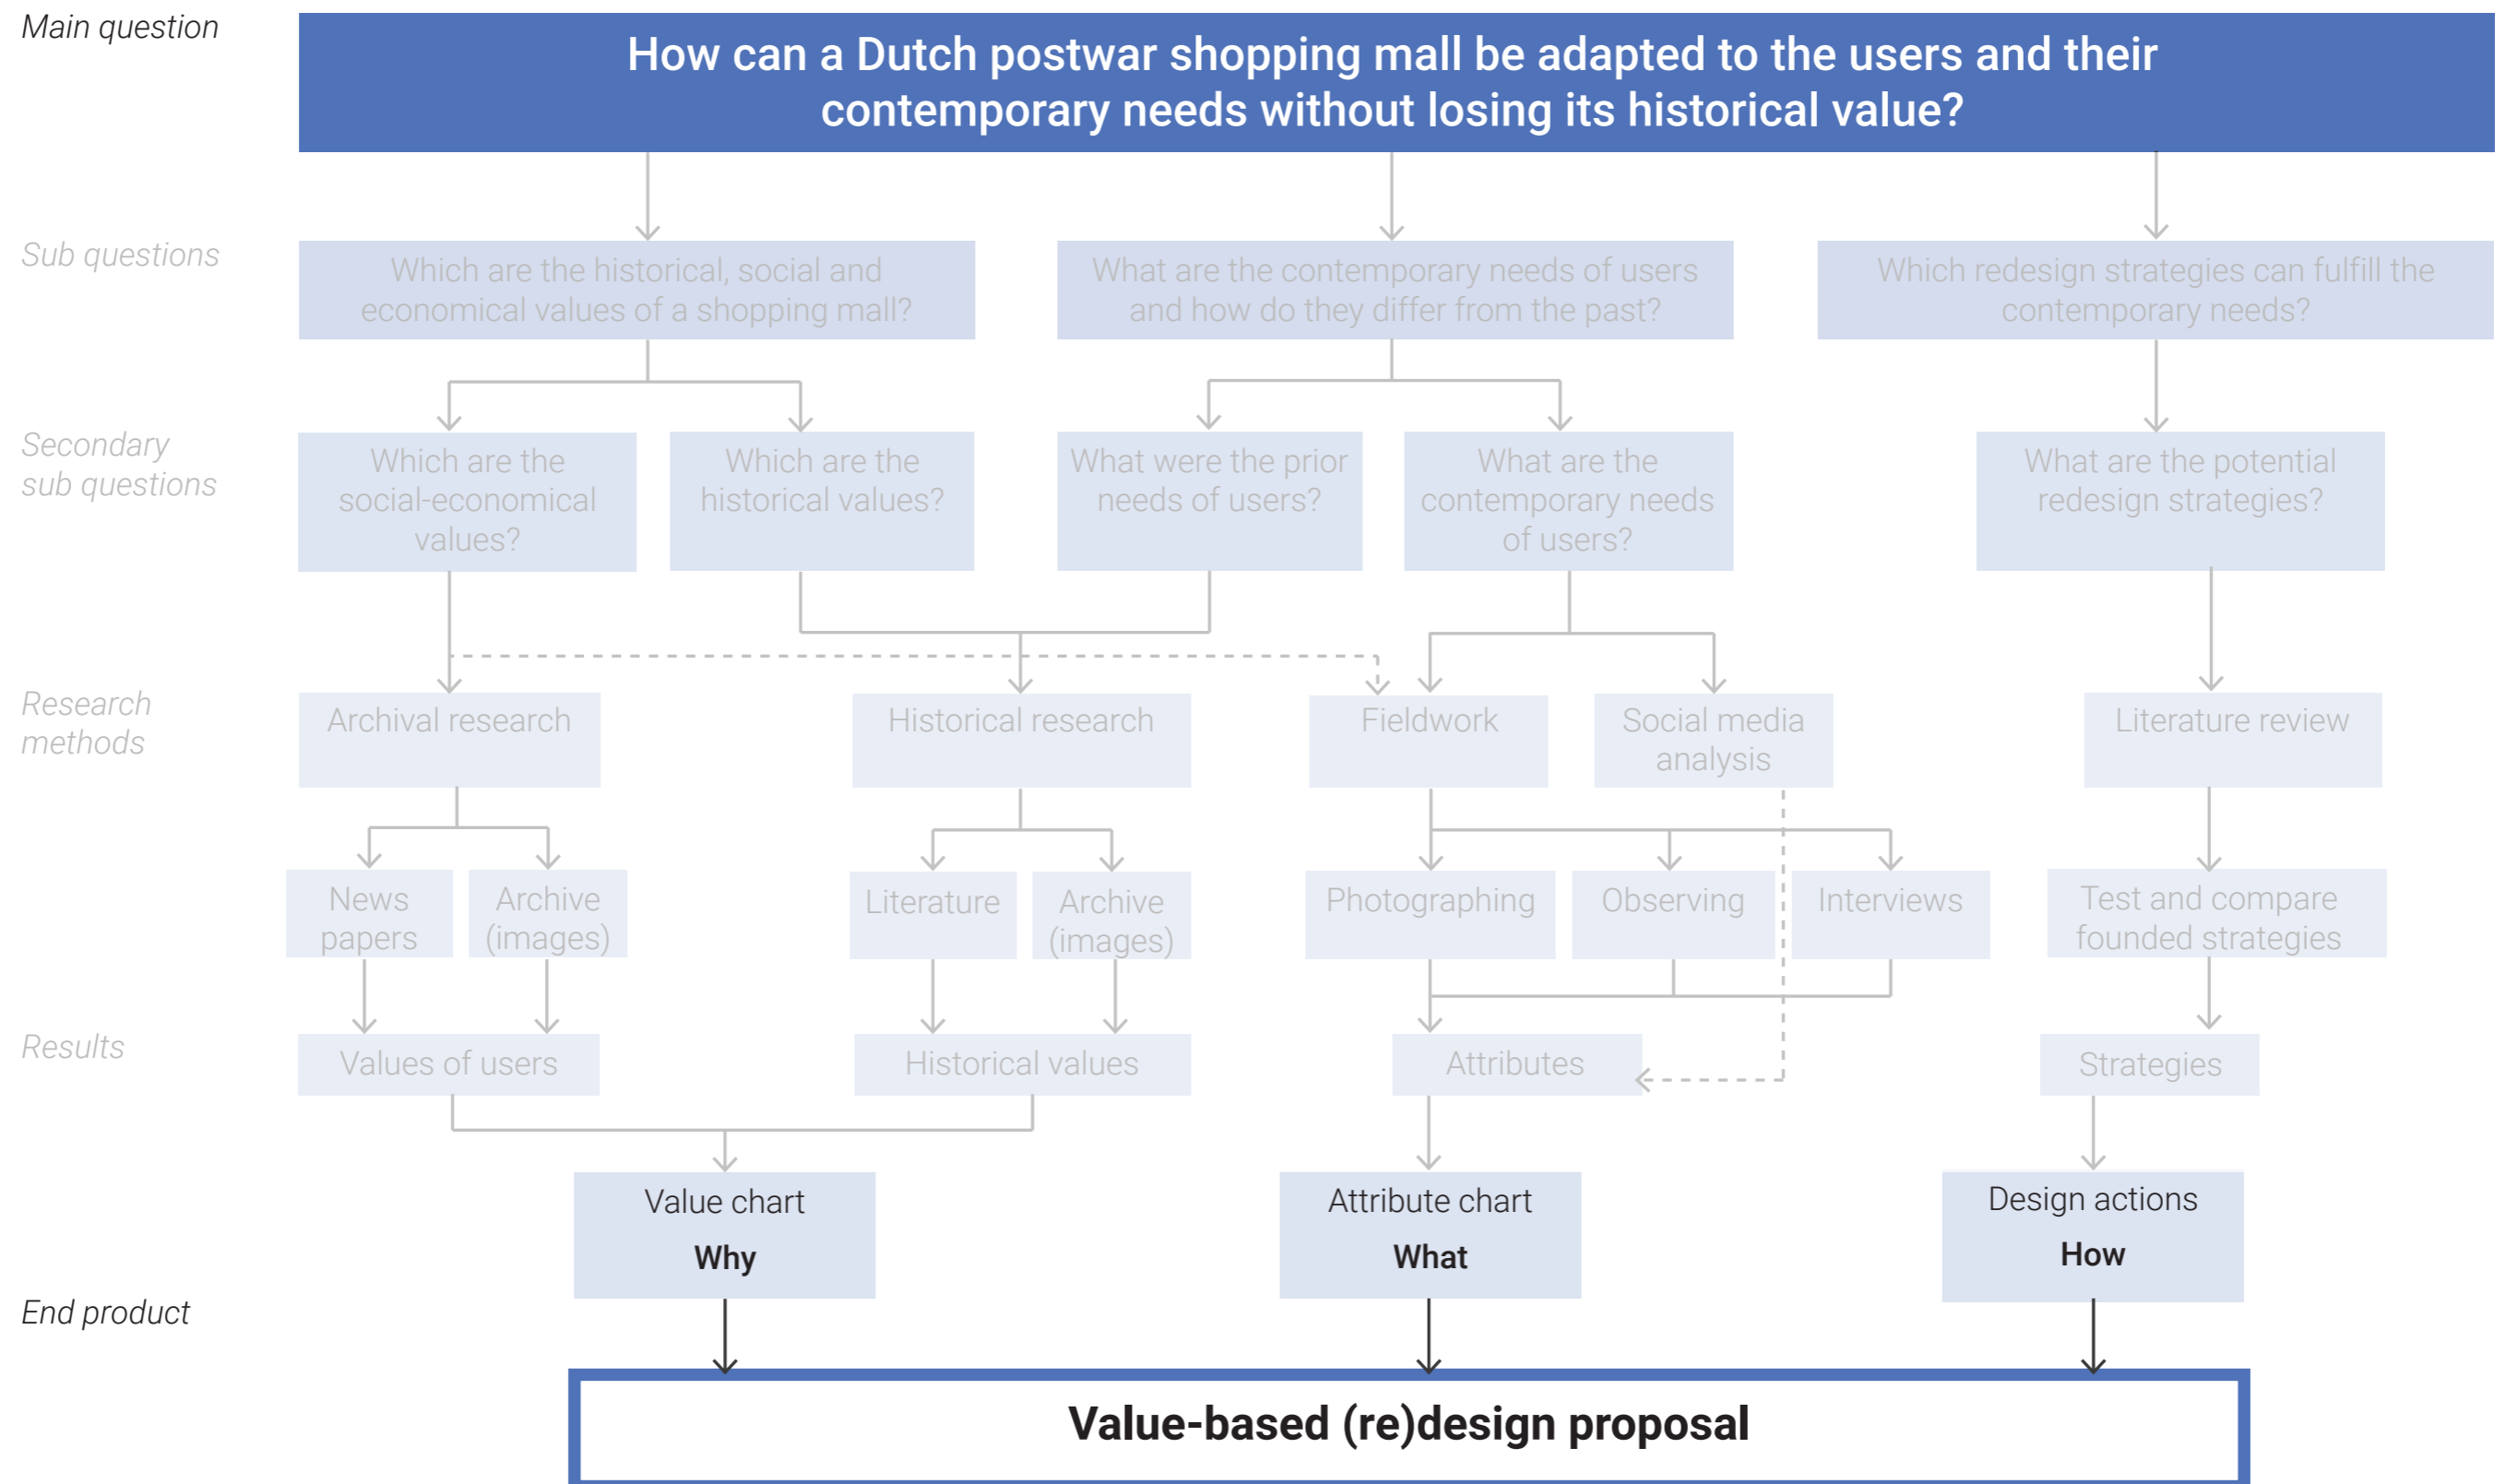 Main question
How can a Dutch postwar shopping mall be adapted to the users and their
contemporary needs without losing its historical value?
Sub questions
Which are the historical, social and
economical values of a shopping mall?
What are the contemporary needs of users
and how do they differ from the past?
Which redesign strategies can fulfill the
contemporary needs?
Secondary
sub questions
Which are the
social-economical
values?
Which are the
historical values?
What were the prior
needs of users?
What are the
contemporary needs
of users?
What are the potential
redesign strategies?
Research
methods
Archival research
Historical research
Fieldwork
Social media
analysis
Literature review
News
papers
Archive
(images)
Literature
Archive
(images)
Photographing
Observing
Interviews
Test and compare
founded strategies
Results
Values of users
Historical values
Attributes
Strategies
Value chart
Why
Attribute chart
What
Design actions
How
End product
Value-based (re)design proposal